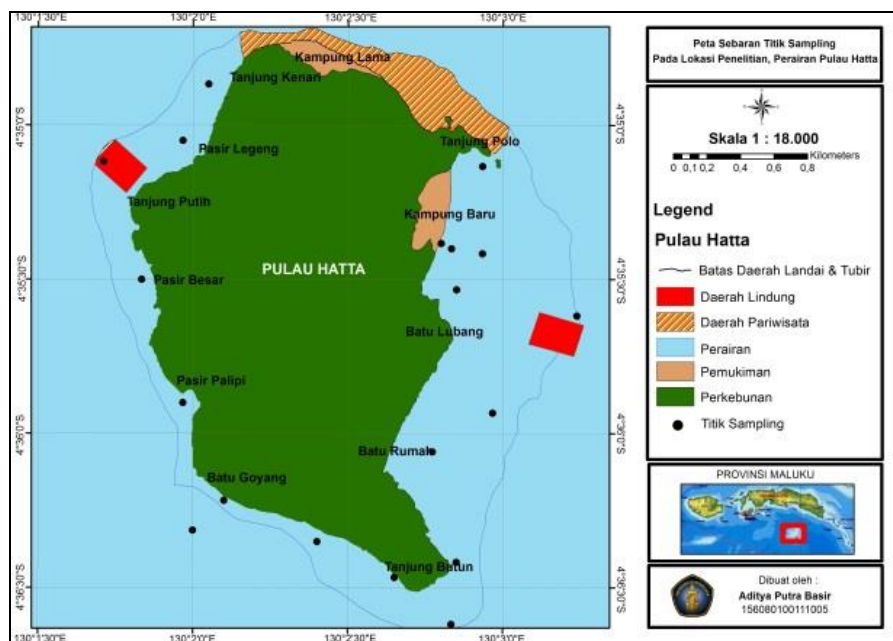 130°1'30"E
130°2'0"E
130°2'30"E
130°3'0"E
4°35'0"S
4°35'30"S
4°36'0"S
4°36'30"S
Kampung Lama
Tanjung Kenari
Pasir Legeng
Tanjung Polo
Tanjung Putih
Kampung Baru
PULAU HATTA
Pasir Besar
Batu Lubang
Pasir Palipi
Batu Rumah
Batu Goyang
Tanjung Butun
4°35'0"S
4°35'30"S
4°36'0"S
4°36'30"S
130°1'30"E
130°2'0"E
130°2'30"E
130°3'0"E
Peta Sebaran Titik Sampling
Pada Lokasi Penelitian, Perairan Pulau Hatta
Skala 1 : 18.000
Kilometers
0 0,1 0,2 0,4 0,6 0,8
Legend
Pulau Hatta
Batas Daerah Landai & Tubir
Daerah Lindung
Daerah Pariwisata
Perairan
Pemukiman
Perkebunan
Titik Sampling
PROVINSI MALUKU
Dibuat oleh :
Aditya Putra Basir
156080100111005